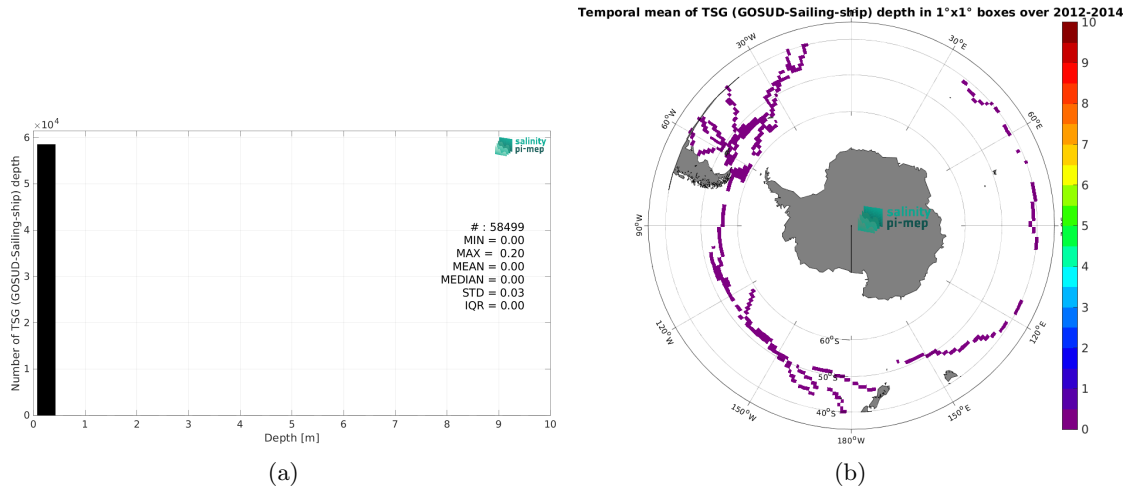 ×10⁴
6
5
4
3
2
1
0
Number of TSG (GOSUD-Sailing-ship) depth
salinity
pi-mep
# : 58499
MIN = 0.00
MAX = 0.20
MEAN = 0.00
MEDIAN = 0.00
STD = 0.03
IQR = 0.00
0 1 2 3 4 5 6 7 8 9 10
Depth [m]
(a)
Temporal mean of TSG (GOSUD-Sailing-ship) depth in 1°x1° boxes over 2012-2014
30°W
30°E
60°W
60°E
90°W
120°W
120°E
150°W
150°E
180°W
60°S
50°S
40°S
salinity
pi-mep
10
9
8
7
6
5
4
3
2
1
0
(b)